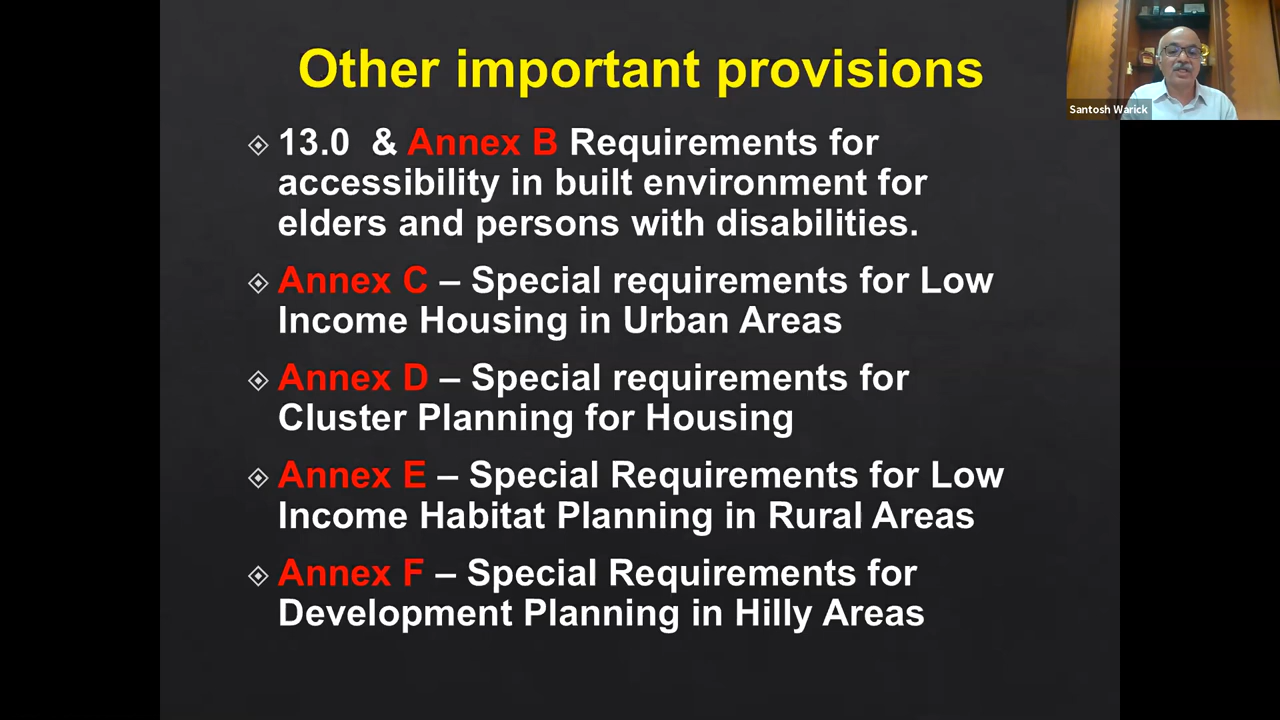 Other important provisions
Santosh Warick
13.0 & Annex B Requirements for
accessibility in built environment for
elders and persons with disabilities.
Annex C – Special requirements for Low
Income Housing in Urban Areas
Annex D – Special requirements for
Cluster Planning for Housing
Annex E – Special Requirements for Low
Income Habitat Planning in Rural Areas
Annex F – Special Requirements for
Development Planning in Hilly Areas